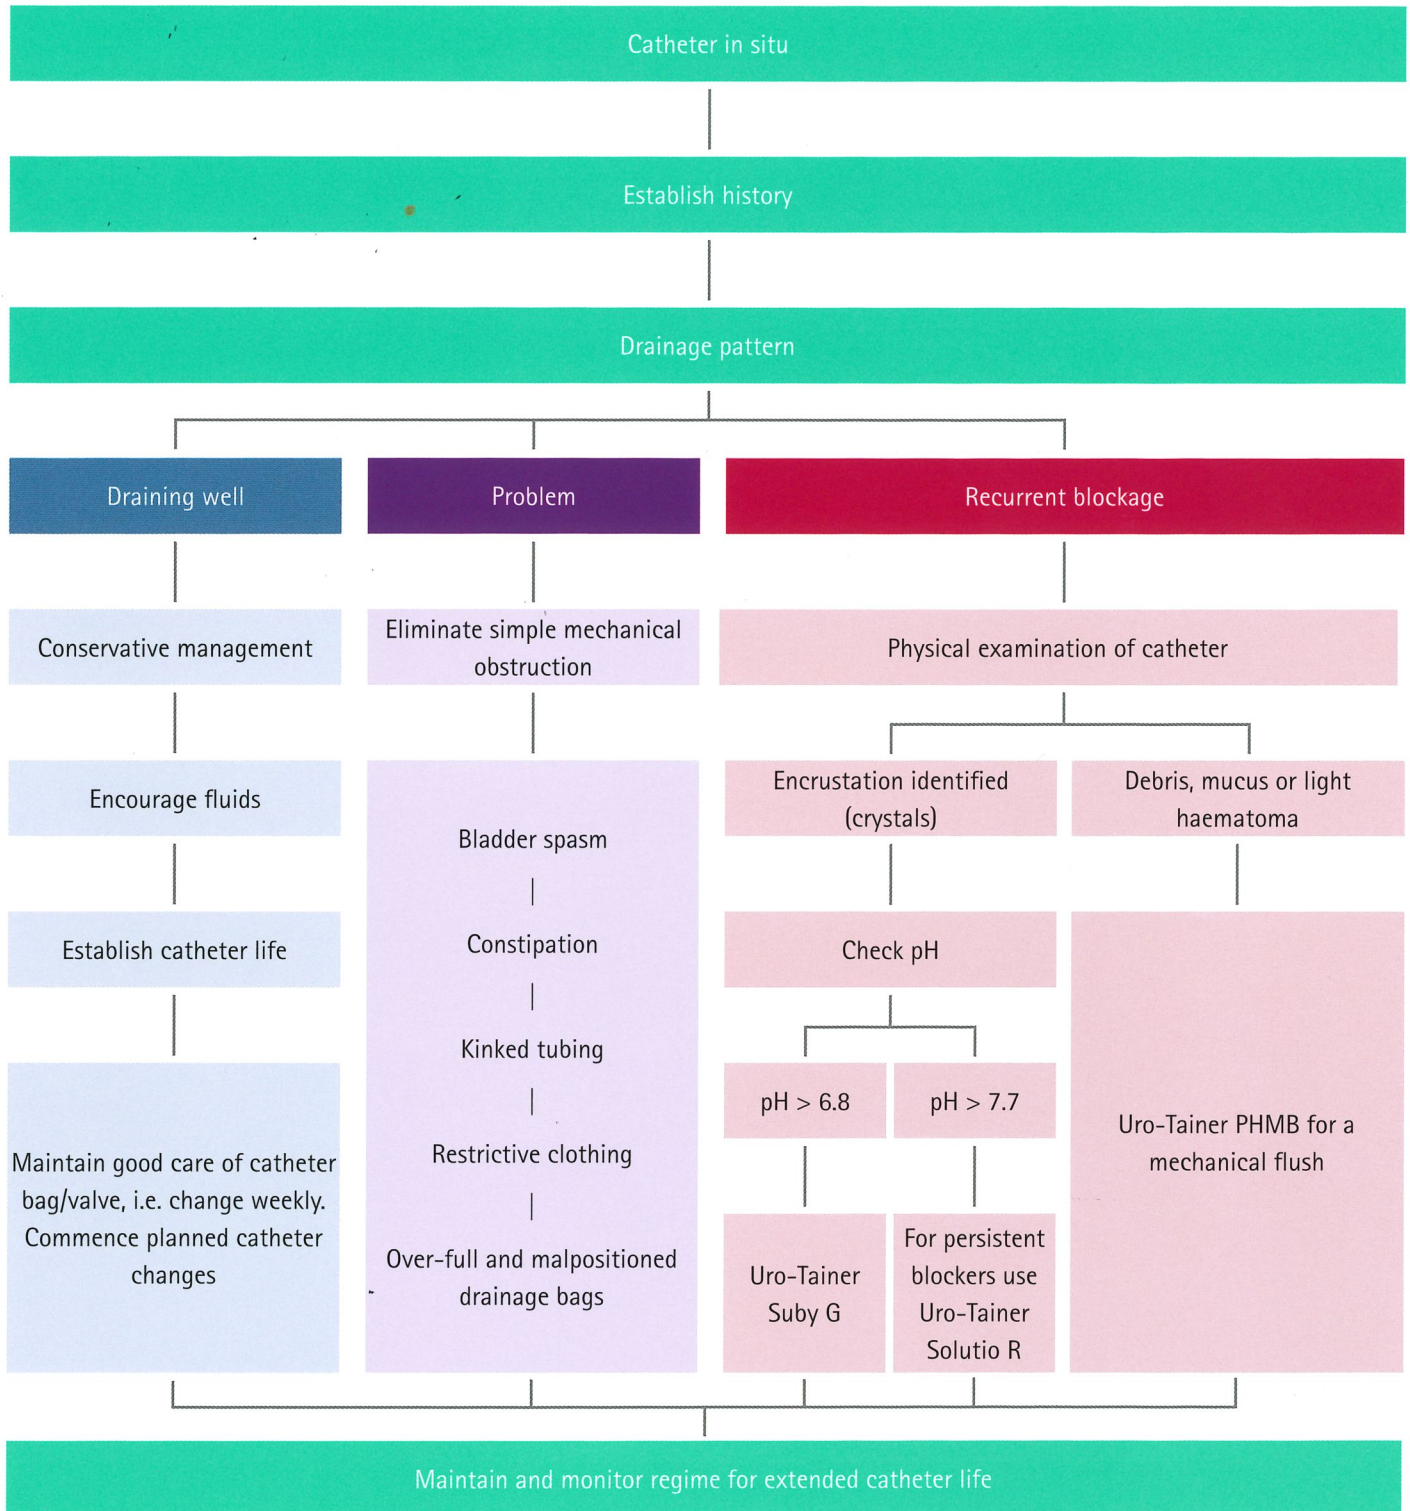 Catheter in situ
Establish history
Drainage pattern
Draining well
Problem
Recurrent blockage
Conservative management
Eliminate simple mechanical
obstruction
Physical examination of catheter
Encourage fluids
Bladder spasm
Constipation
Kinked tubing
Restrictive clothing
Over-full and malpositioned
drainage bags
Encrustation identified
(crystals)
Debris, mucus or light
haematoma
Establish catheter life
Check pH
Maintain good care of catheter
bag/valve, i.e. change weekly.
Commence planned catheter
changes
pH > 6.8
pH > 7.7
Uro-Tainer PHMB for a
mechanical flush
Uro-Tainer
Suby G
For persistent
blockers use
Uro-Tainer
Solutio R
Maintain and monitor regime for extended catheter life